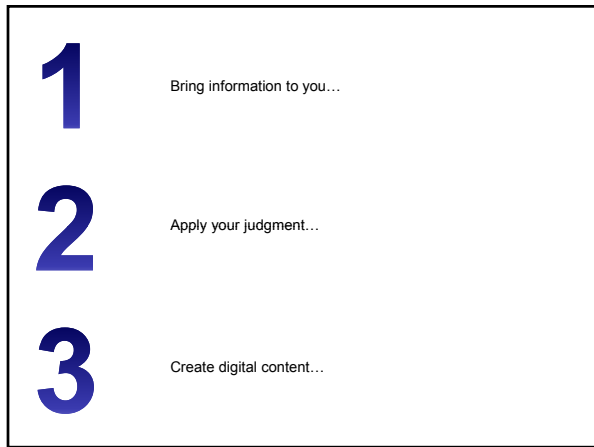 1
Bring information to you…
2
Apply your judgment…
3
Create digital content…